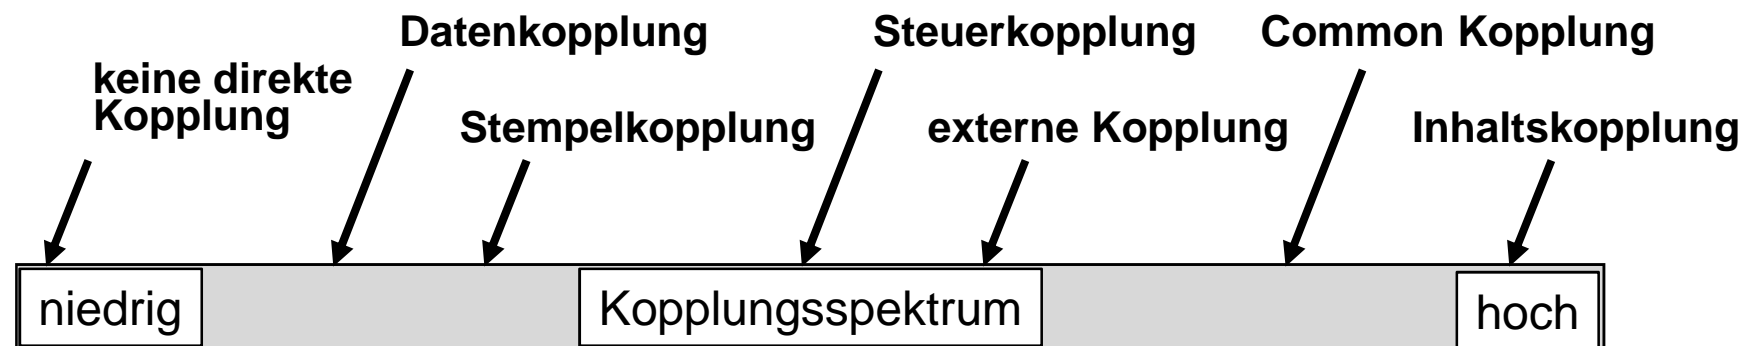 Datenkopplung
Steuerkopplung
Common Kopplung
keine direkte
Kopplung
Stempelkopplung
externe Kopplung
Inhaltskopplung
niedrig
Kopplungsspektrum
hoch